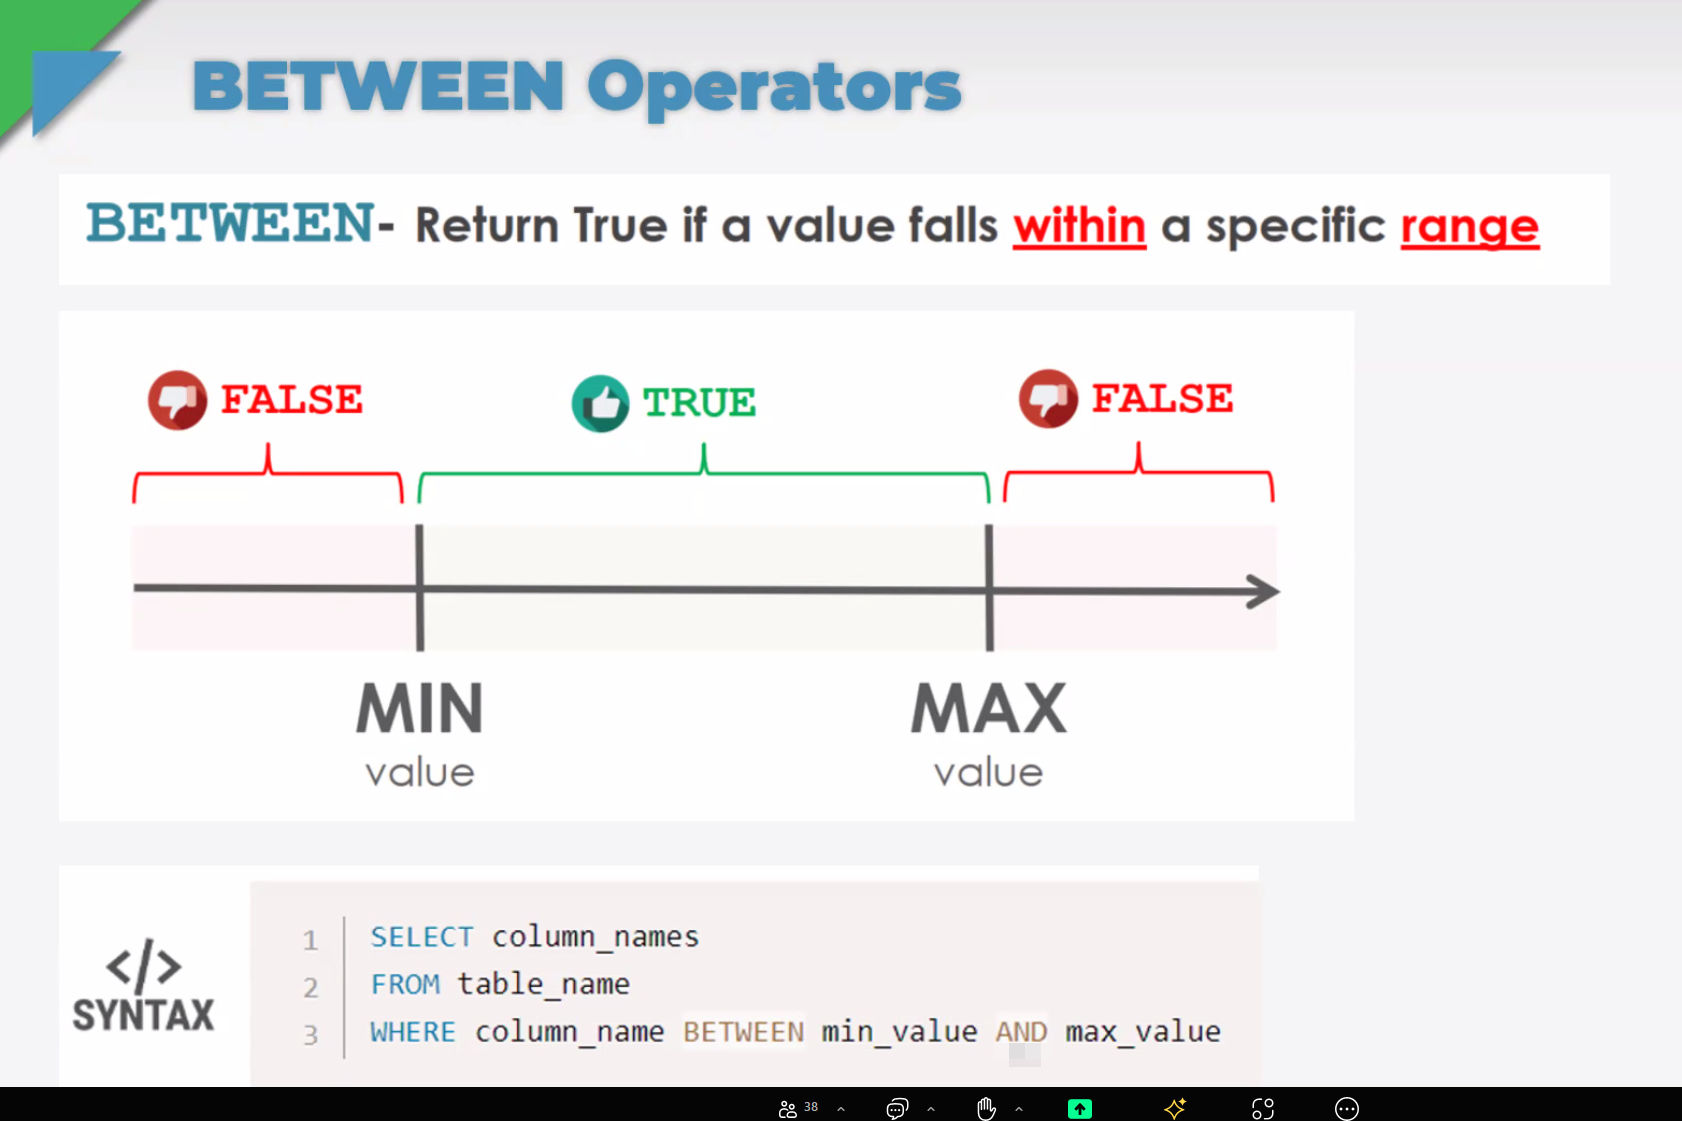 BETWEEN Operators
BETWEEN- Return True if a value falls within a specific range
FALSE TRUE FALSE
MIN MAX
value value
</> SYNTAX
1 SELECT column_names
2 FROM table_name
3 WHERE column_name BETWEEN min_value AND max_value
38